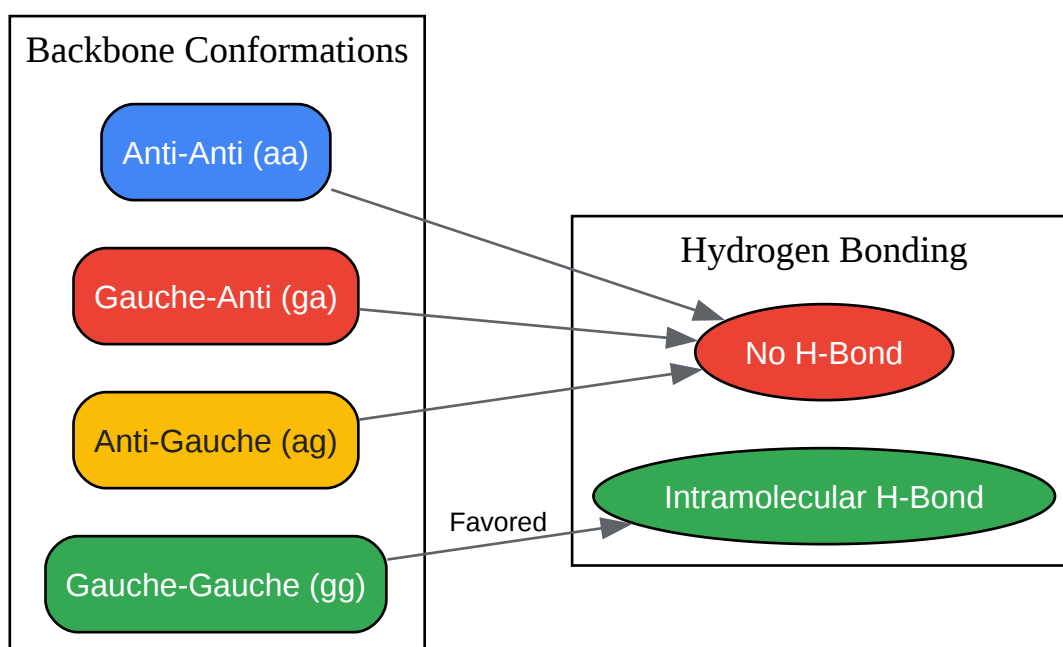 Backbone Conformations
Anti-Anti (aa)
Gauche-Anti (ga)
Anti-Gauche (ag)
Gauche-Gauche (gg)
Favored
Hydrogen Bonding
No H-Bond
Intramolecular H-Bond